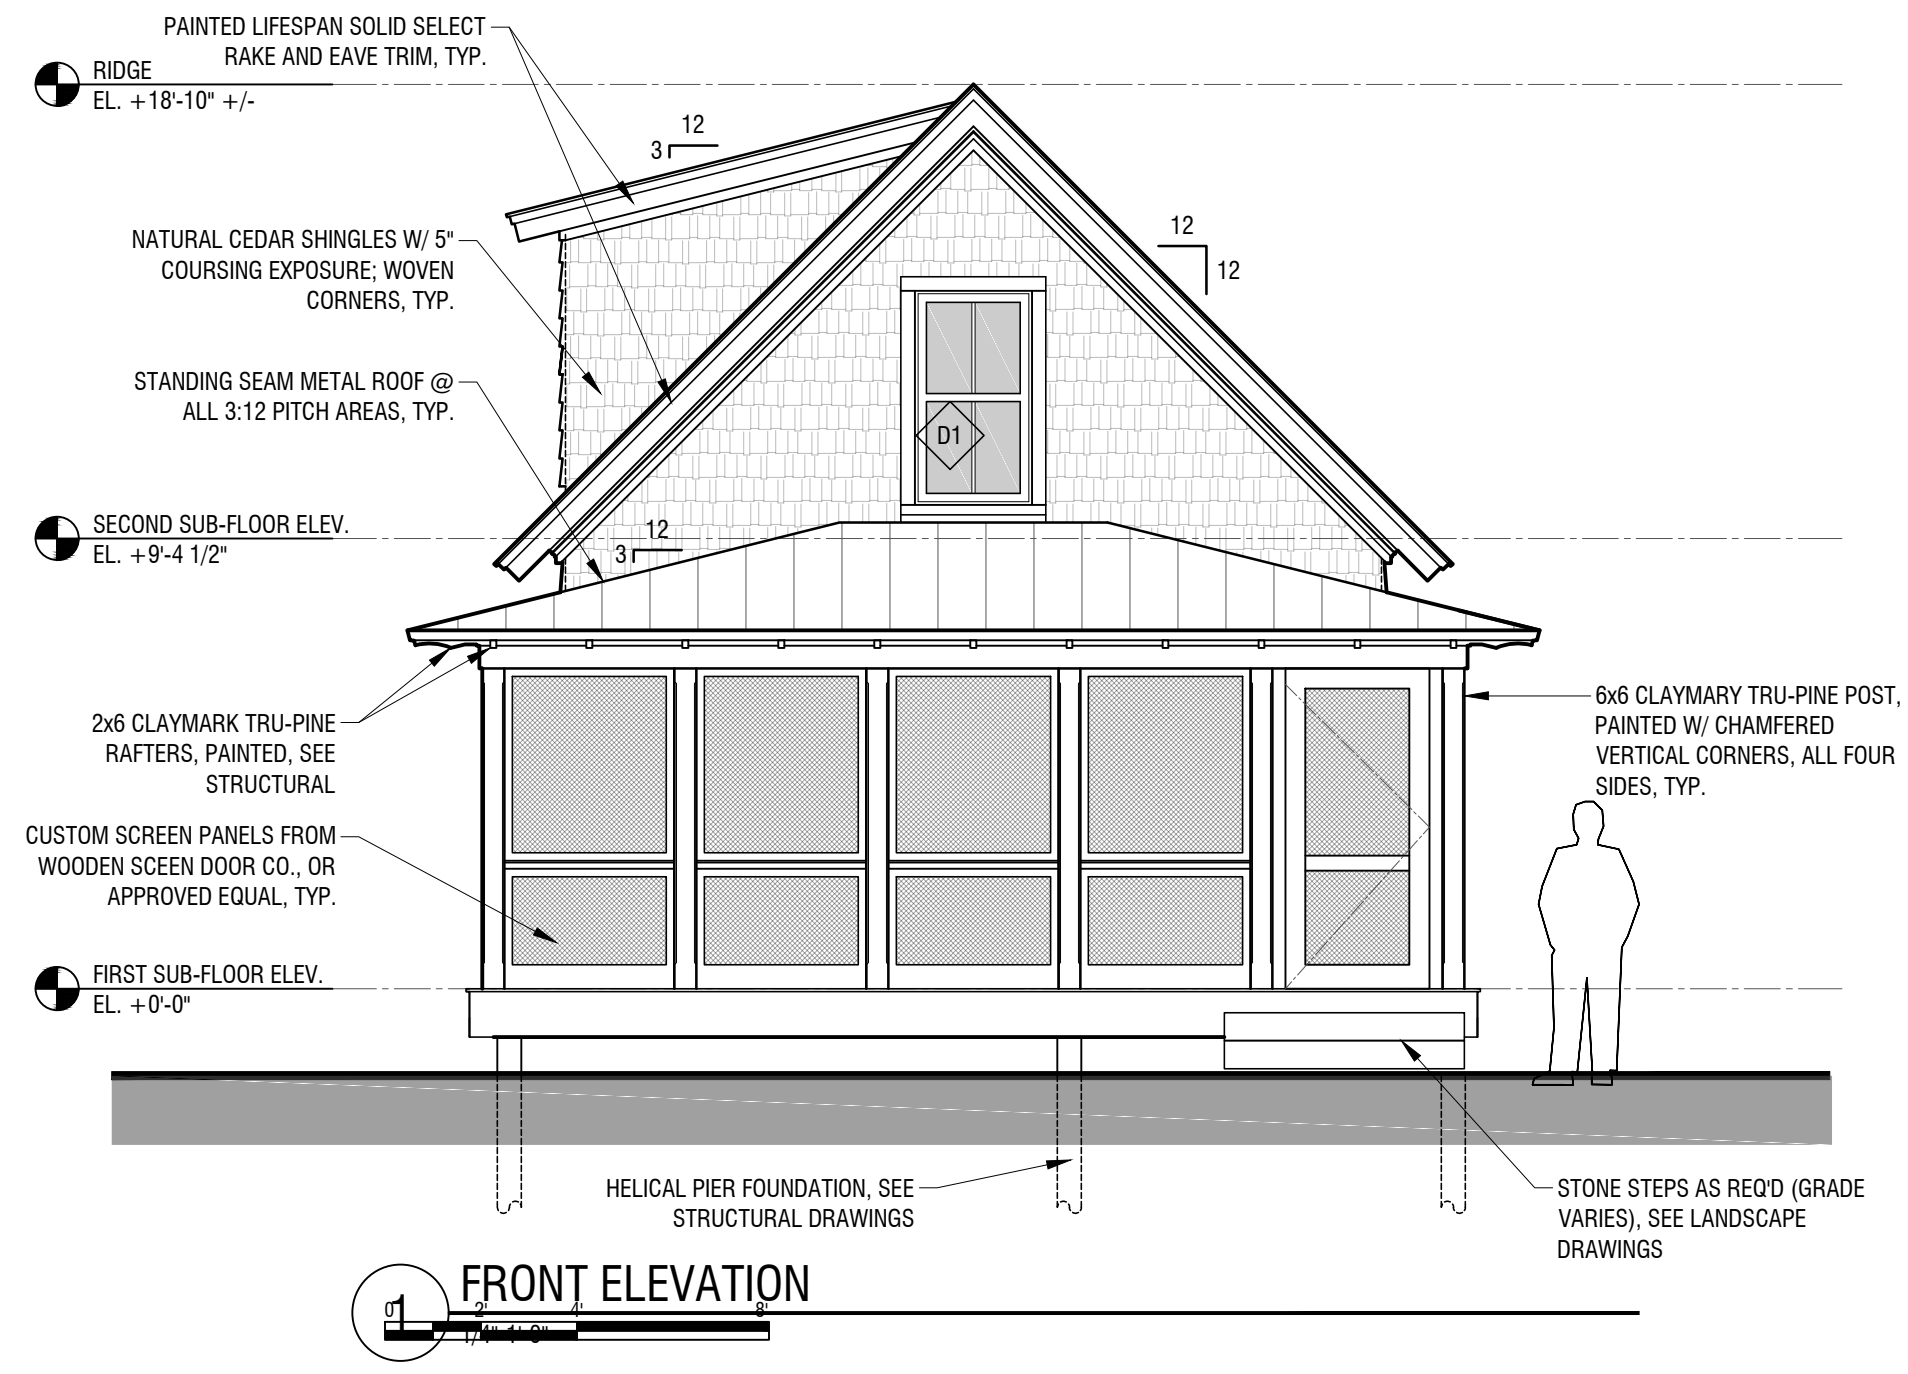 PAINTED LIFESPAN SOLID SELECT
RAKE AND EAVE TRIM, TYP.
RIDGE
EL. +18'-10" +/-
12
3
12
12
NATURAL CEDAR SHINGLES W/ 5"
COURSING EXPOSURE; WOVEN
CORNERS, TYP.
STANDING SEAM METAL ROOF @
ALL 3:12 PITCH AREAS, TYP.
D1
SECOND SUB-FLOOR ELEV.
EL. +9'-4 1/2"
12
3
2x6 CLAYMARK TRU-PINE
RAFTERS, PAINTED, SEE
STRUCTURAL
6x6 CLAYMARY TRU-PINE POST,
PAINTED W/ CHAMFERED
VERTICAL CORNERS, ALL FOUR
SIDES, TYP.
CUSTOM SCREEN PANELS FROM
WOODEN SCEEN DOOR CO., OR
APPROVED EQUAL, TYP.
FIRST SUB-FLOOR ELEV.
EL. +0'-0"
HELICAL PIER FOUNDATION, SEE
STRUCTURAL DRAWINGS
STONE STEPS AS REQ'D (GRADE
VARIES), SEE LANDSCAPE
DRAWINGS
1
FRONT ELEVATION
0 2' 4' 8'